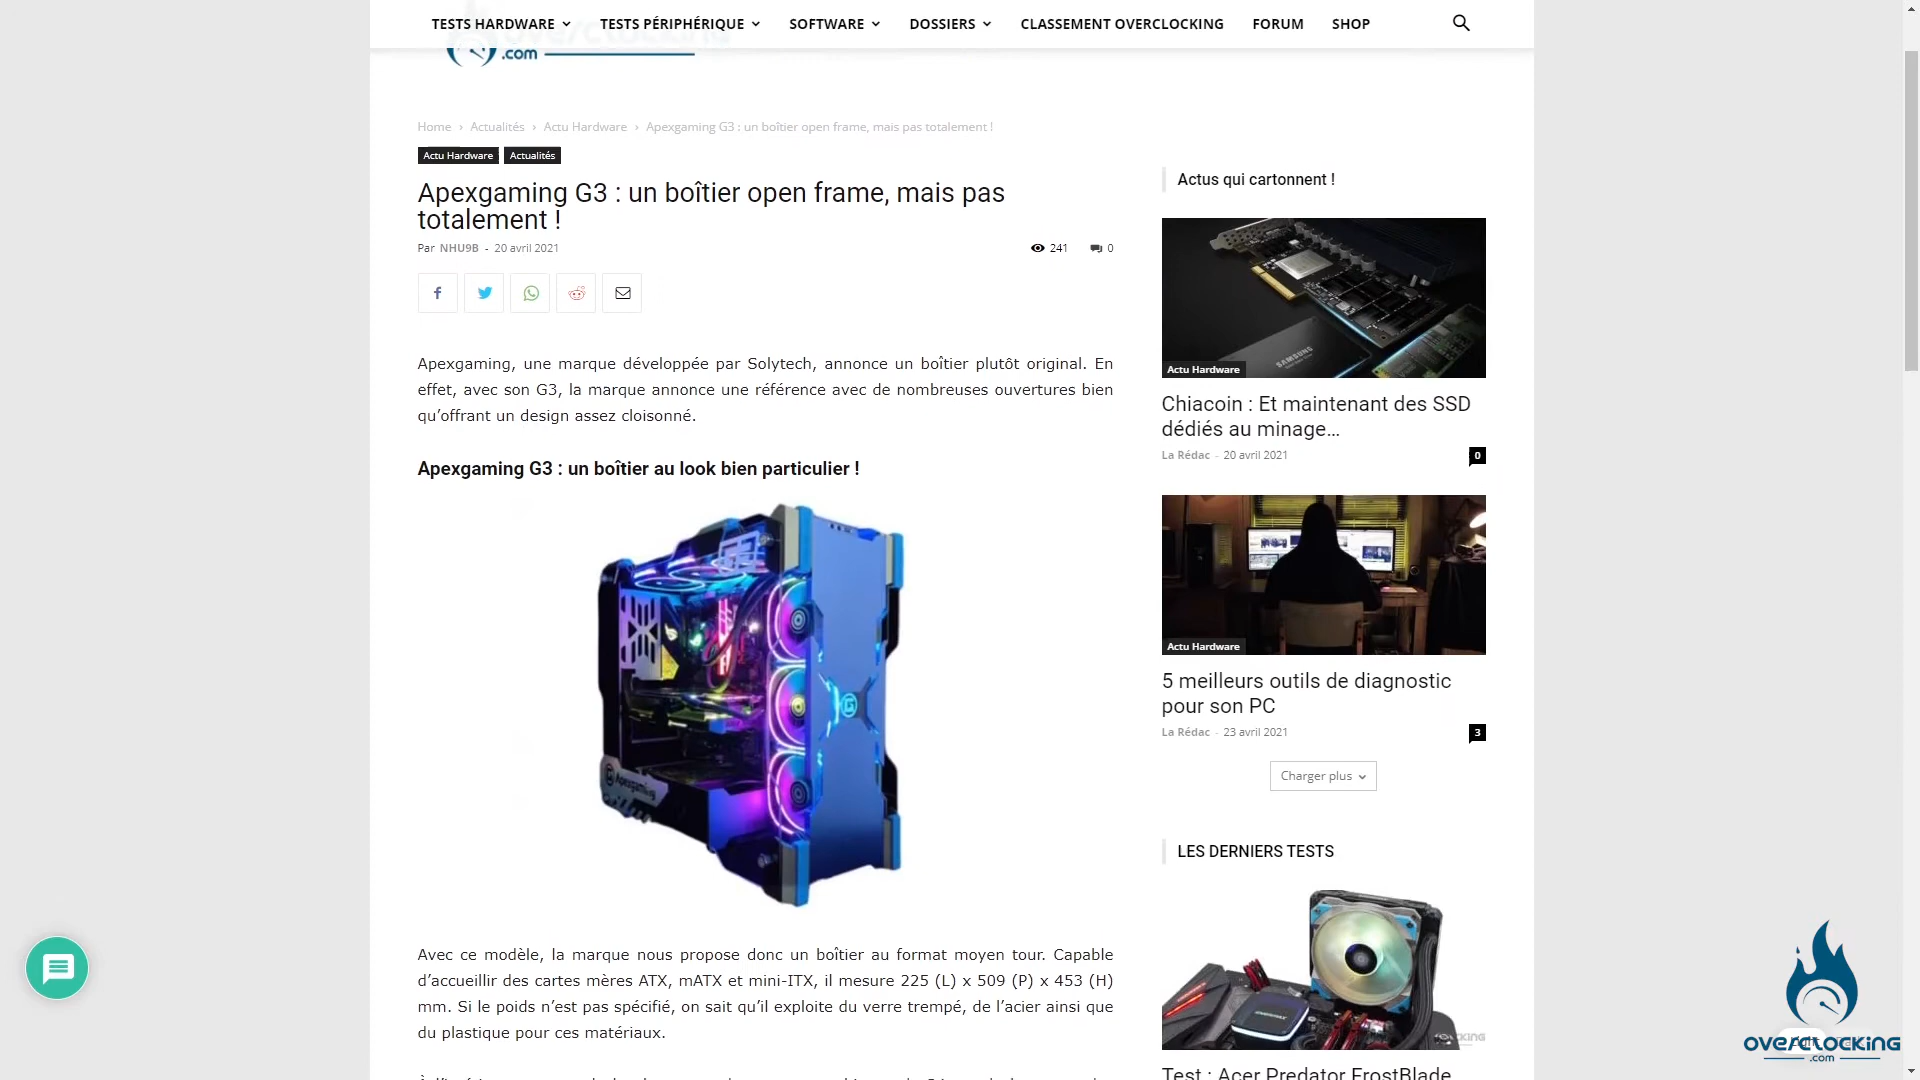 TESTS HARDWARE TESTS PÉRIPHÉRIQUE SOFTWARE DOSSIERS CLASSEMENT OVERCLOCKING FORUM SHOP
.com
Home › Actualités › Actu Hardware › Apexgaming G3 : un boîtier open frame, mais pas totalement !
Actu Hardware Actualités
Apexgaming G3 : un boîtier open frame, mais pas
totalement !
Par NHU9B - 20 avril 2021
241 0
Apexgaming, une marque développée par Solytech, annonce un boîtier plutôt original. En
effet, avec son G3, la marque annonce une référence avec de nombreuses ouvertures bien
qu’offrant un design assez cloisonné.
Apexgaming G3 : un boîtier au look bien particulier !
Apexgaming
Avec ce modèle, la marque nous propose donc un boîtier au format moyen tour. Capable
d’accueillir des cartes mères ATX, mATX et mini-ITX, il mesure 225 (L) x 509 (P) x 453 (H)
mm. Si le poids n’est pas spécifié, on sait qu’il exploite du verre trempé, de l’acier ainsi que
du plastique pour ces matériaux.
Actus qui cartonnent !
SAMSUNG
Actu Hardware
Chiacoin : Et maintenant des SSD
dédiés au minage…
La Rédac - 20 avril 2021
0
Actu Hardware
5 meilleurs outils de diagnostic
pour son PC
La Rédac - 23 avril 2021
3
Charger plus
LES DERNIERS TESTS
Test : Acer Predator FrostBlade
overclocking
.com